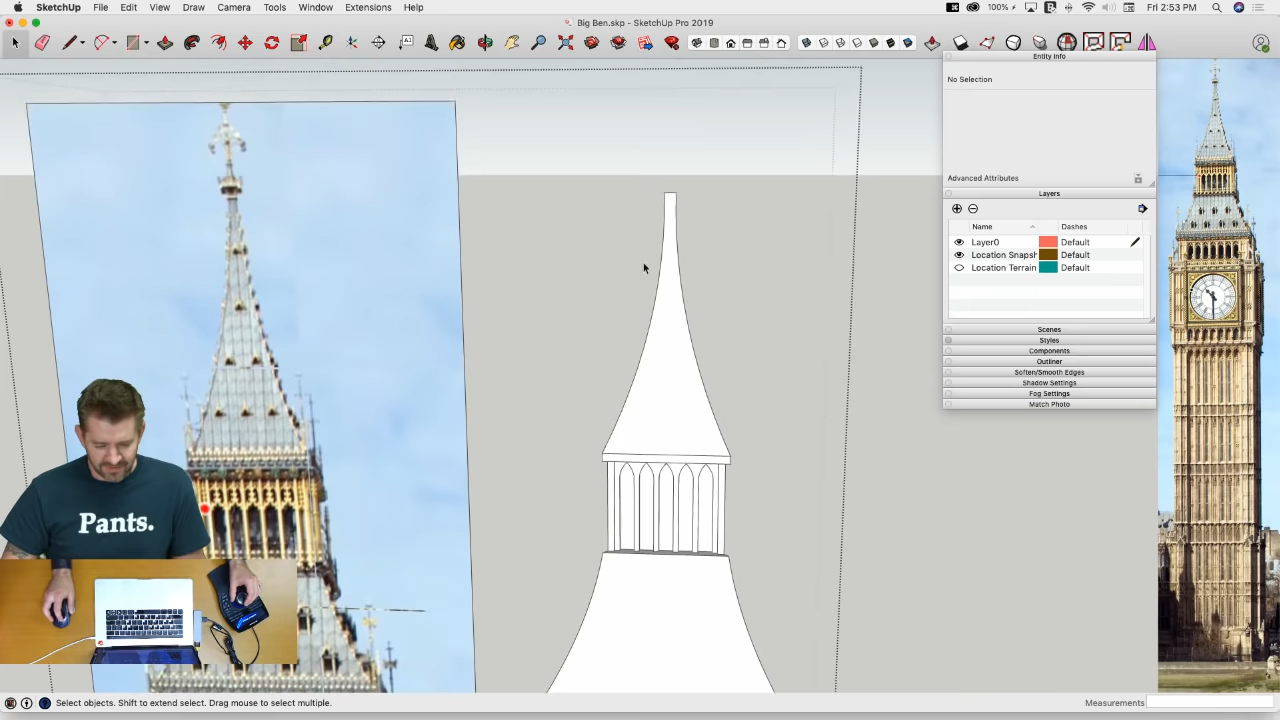 SketchUp File Edit View Draw Camera Tools Window Extensions Help 100% Fri 2:53 PM
Big Ben.skp - SketchUp Pro 2019
Entity Info
No Selection
Advanced Attributes
Layers
Name Dashes
Layer0 Default
Location Snapsh Default
Location Terrain Default
Scenes
Styles
Components
Outliner
Soften/Smooth Edges
Shadow Settings
Fog Settings
Match Photo
Pants.
Select objects. Shift to extend select. Drag mouse to select multiple. Measurements